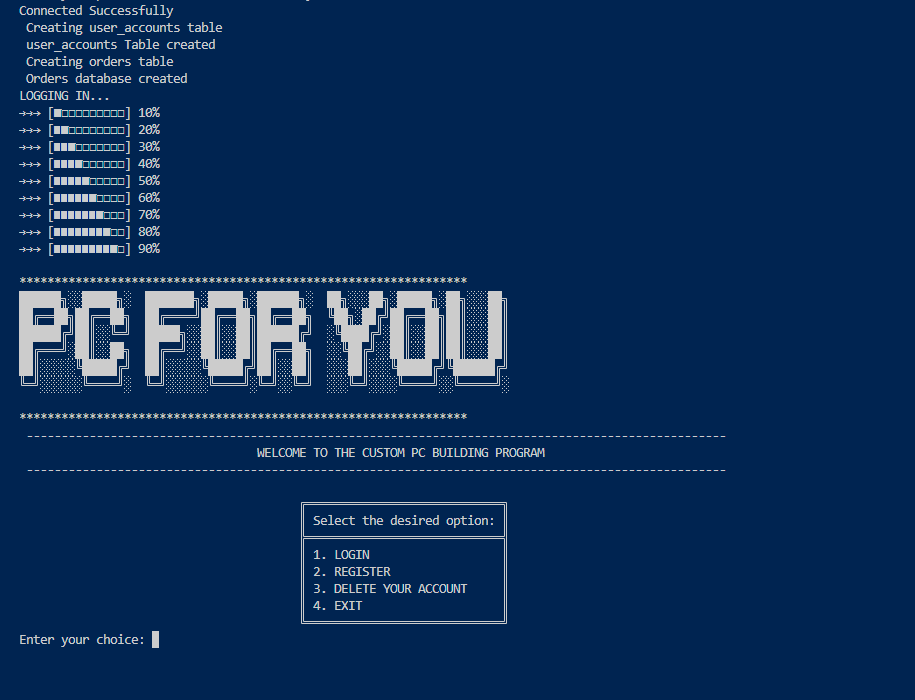 Connected Successfully
Creating user_accounts table
user_accounts Table created
Creating orders table
Orders database created
LOGGING IN...
→→→ [■□□□□□□□□□] 10%
→→→ [■■□□□□□□□□] 20%
→→→ [■■■□□□□□□□] 30%
→→→ [■■■■□□□□□□] 40%
→→→ [■■■■■□□□□□] 50%
→→→ [■■■■■■□□□□] 60%
→→→ [■■■■■■■□□□] 70%
→→→ [■■■■■■■■□□] 80%
→→→ [■■■■■■■■■□] 90%
****************************************************************
PC FOR YOU
****************************************************************
----------------------------------------------------------------------------------------------------
WELCOME TO THE CUSTOM PC BUILDING PROGRAM
----------------------------------------------------------------------------------------------------
Select the desired option:
1. LOGIN
2. REGISTER
3. DELETE YOUR ACCOUNT
4. EXIT
Enter your choice: